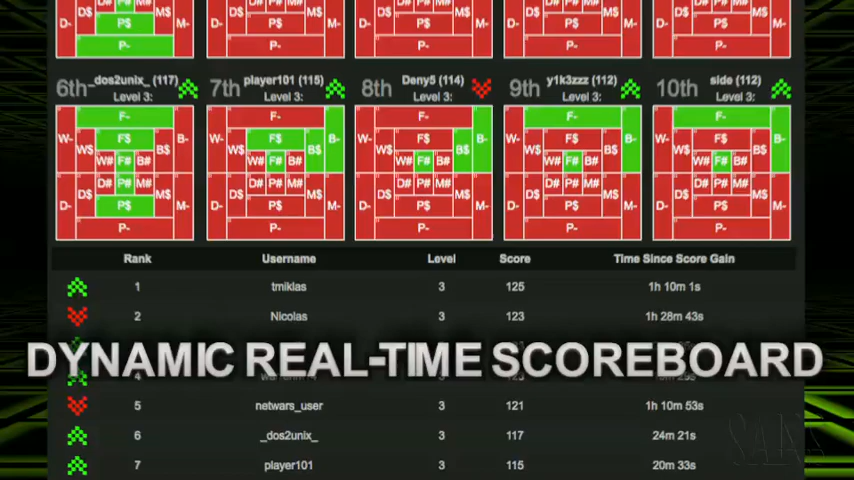 D- D$ P# M# M$ M-
P$
P-
6th _dos2unix_ (117) Level 3:
7th player101 (115) Level 3:
8th Deny5 (114) Level 3:
9th y1k3zzz (112) Level 3:
10th side (112) Level 3:
F-
W- F$ B-
W$ B$
W# F# B#
D# P# M#
D$ M$
D- P$ M-
P-
F-
W- F$ B-
W$ B$
W# F# B#
D# P# M#
D$ M$
D- P$ M-
P-
F-
W- F$ B-
W$ B$
W# F# B#
D# P# M#
D$ M$
D- P$ M-
P-
F-
W- F$ B-
W$ B$
W# F# B#
D# P# M#
D$ M$
D- P$ M-
P-
F-
W- F$ B-
W$ B$
W# F# B#
D# P# M#
D$ M$
D- P$ M-
P-
Rank Username Level Score Time Since Score Gain
1 tmiklas 3 125 1h 10m 1s
2 Nicolas 3 123 1h 28m 43s
DYNAMIC REAL-TIME SCOREBOARD
5 netwars_user 3 121 1h 10m 53s
6 _dos2unix_ 3 117 24m 21s
7 player101 3 115 20m 33s
SANS